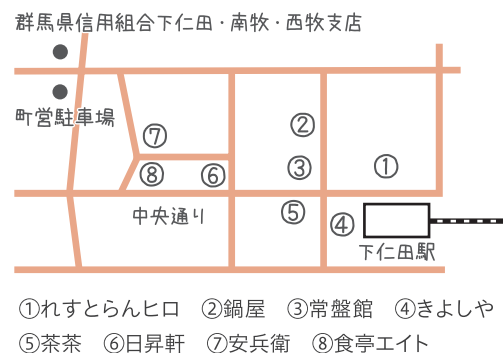 群馬県信用組合下仁田・南牧・西牧支店
町営駐車場
⑦
②
⑧
⑥
③
①
中央通り
⑤
④
下仁田駅
①れすとらんヒロ ②鍋屋 ③常盤館 ④きよしや
⑤茶茶 ⑥日昇軒 ⑦安兵衛 ⑧食亭エイト